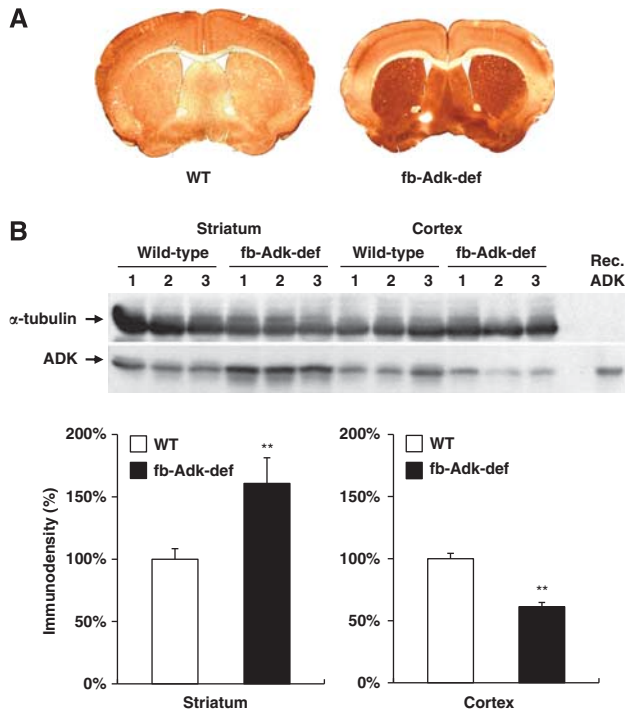 A
WT fb-Adk-def
B
Striatum Cortex
Wild-type fb-Adk-def Wild-type fb-Adk-def Rec.
1 2 3 1 2 3 1 2 3 1 2 3 ADK
α-tubulin
ADK
Immunodensity (%)
200%
150%
100%
50%
0%
WT
fb-Adk-def
**
Striatum
200%
150%
100%
50%
0%
WT
fb-Adk-def
**
Cortex